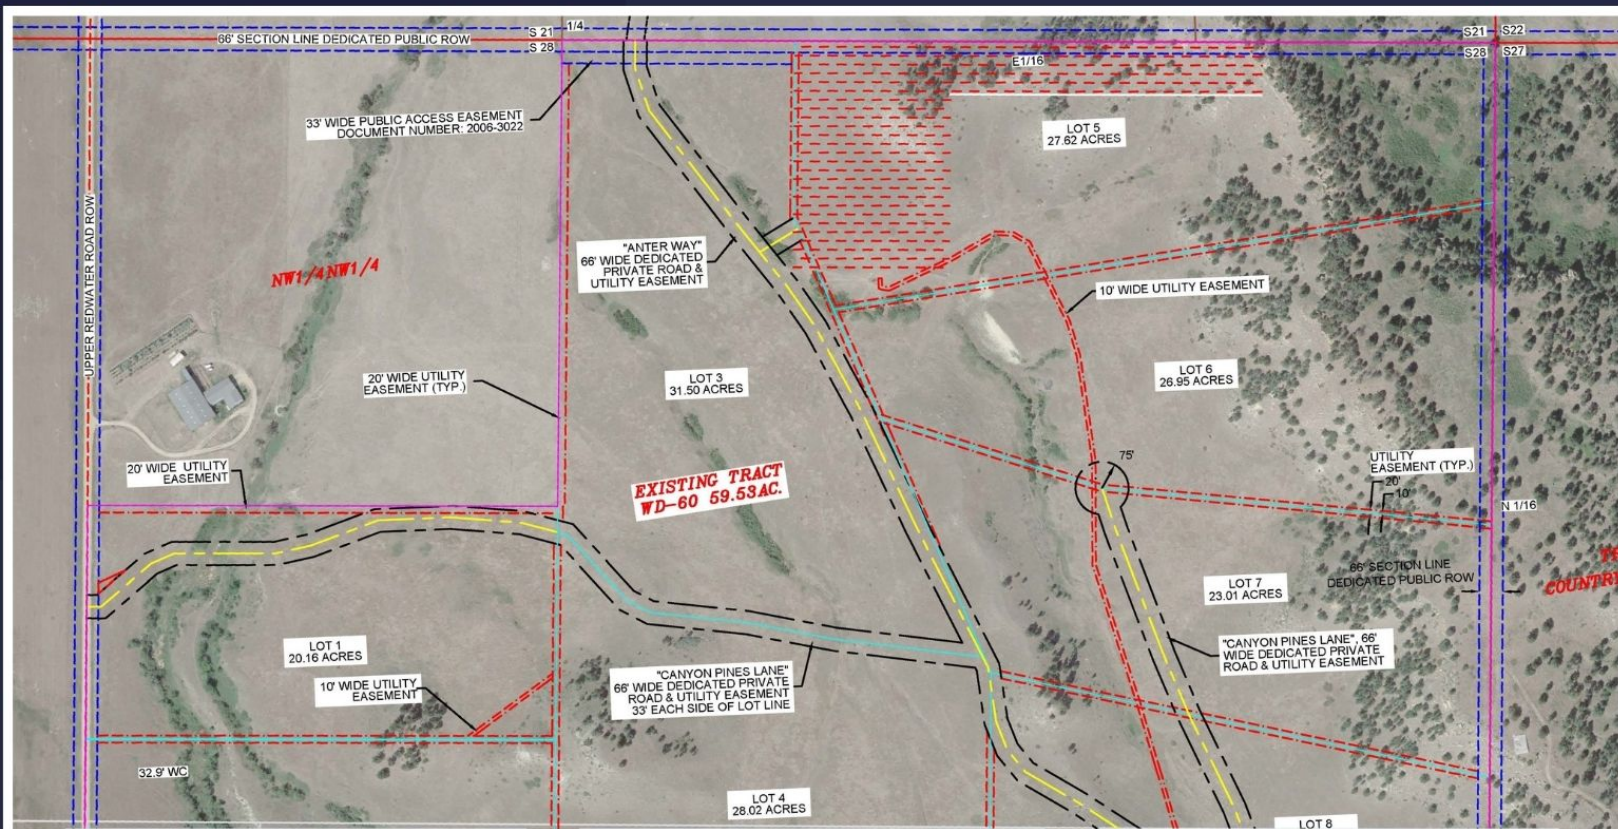 66' SECTION LINE DEDICATED PUBLIC ROW
S 21
1/4
S 28
S21
S22
S28
S27
E1/16
33' WIDE PUBLIC ACCESS EASEMENT
DOCUMENT NUMBER: 2006-3022
LOT 5
27.62 ACRES
UPPER REDWATER ROAD ROW
NW1/4NW1/4
"ANTER WAY"
66' WIDE DEDICATED
PRIVATE ROAD &
UTILITY EASEMENT
10' WIDE UTILITY EASEMENT
20' WIDE UTILITY
EASEMENT (TYP.)
LOT 3
31.50 ACRES
LOT 6
26.95 ACRES
20' WIDE UTILITY
EASEMENT
EXISTING TRACT
WD-60 59.53AC.
75'
UTILITY
EASEMENT (TYP.)
20'
10'
N 1/16
66' SECTION LINE
DEDICATED PUBLIC ROW
LOT 7
23.01 ACRES
LOT 1
20.16 ACRES
10' WIDE UTILITY
EASEMENT
"CANYON PINES LANE"
66' WIDE DEDICATED PRIVATE
ROAD & UTILITY EASEMENT
33' EACH SIDE OF LOT LINE
"CANYON PINES LANE", 66'
WIDE DEDICATED PRIVATE
ROAD & UTILITY EASEMENT
32.9' WC
LOT 4
28.02 ACRES
LOT 8